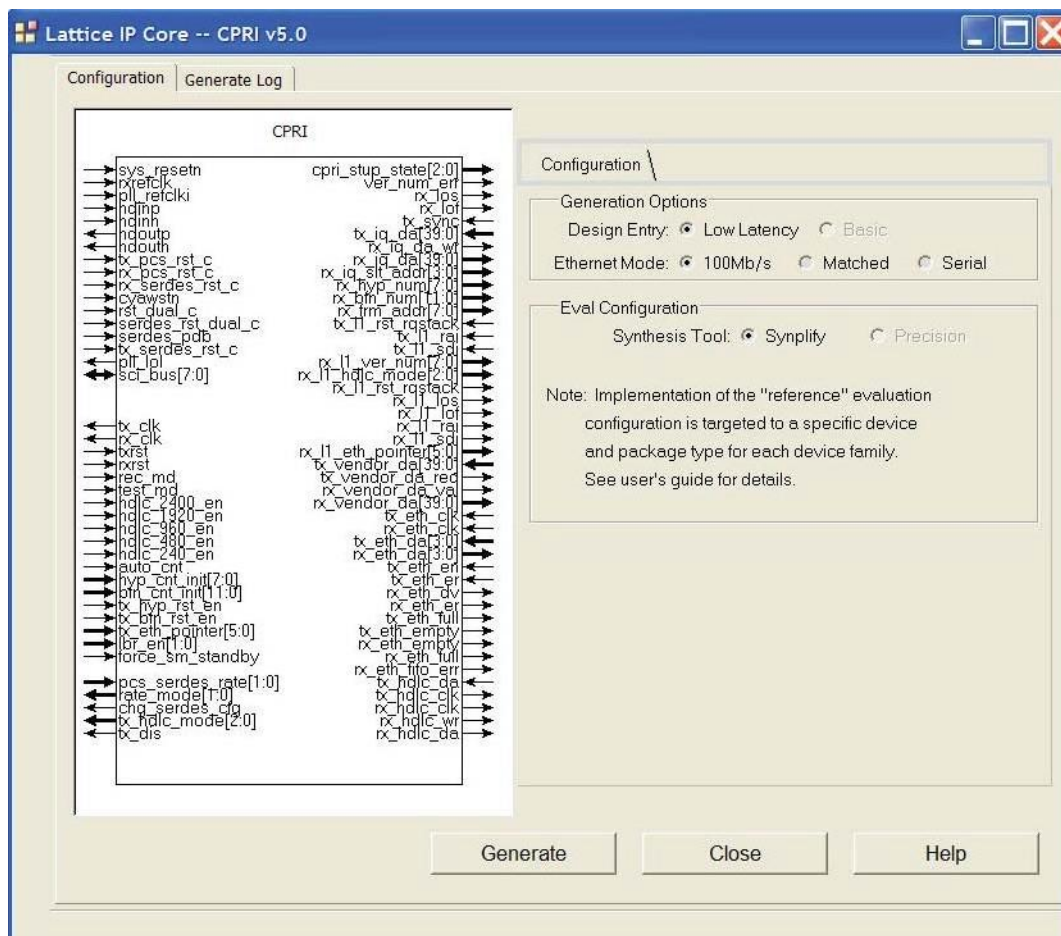 Lattice IP Core -- CPRI v5.0
Configuration
Generate Log
CPRI
sys_resetn
rxrefclk
pll_refclki
hdinp
hdinn
hdoutp
hdoutn
tx_pcs_rst_c
rx_pcs_rst_c
rx_serdes_rst_c
cyawstn
rst_dual_c
serdes_rst_dual_c
serdes_pdb
tx_serdes_rst_c
pll_lol
sci_bus[7:0]
tx_clk
rx_clk
txrst
rxrst
rec_md
test_md
hdlc_2400_en
hdlc_1920_en
hdlc_960_en
hdlc_480_en
hdlc_240_en
auto_cnt
hyp_cnt_init[7:0]
bfn_cnt_init[11:0]
tx_hyp_rst_en
tx_bfn_rst_en
tx_eth_pointer[5:0]
lbr_en[1:0]
force_sm_standby
pcs_serdes_rate[1:0]
rate_mode[1:0]
chg_serdes_cfg
tx_hdlc_mode[2:0]
tx_dis
cpri_stup_state[2:0]
ver_num_err
rx_los
rx_lof
tx_sync
tx_iq_da[39:0]
rx_iq_da_wr
rx_iq_da[39:0]
rx_iq_slt_addr[3:0]
rx_hyp_num[7:0]
rx_bfn_num[11:0]
rx_frm_addr[7:0]
tx_l1_rst_rqstack
tx_l1_rai
tx_l1_sdi
rx_l1_ver_num[7:0]
rx_l1_hdlc_mode[2:0]
rx_l1_rst_rqstack
rx_l1_los
rx_l1_lof
rx_l1_rai
rx_l1_sdi
rx_l1_eth_pointer[5:0]
tx_vendor_da[39:0]
tx_vendor_da_req
rx_vendor_da_val
rx_vendor_da[39:0]
tx_eth_clk
rx_eth_clk
tx_eth_da[3:0]
rx_eth_da[3:0]
tx_eth_en
tx_eth_er
rx_eth_dv
rx_eth_er
tx_eth_full
tx_eth_empty
rx_eth_empty
rx_eth_full
rx_eth_fifo_err
tx_hdlc_da
tx_hdlc_clk
rx_hdlc_clk
rx_hdlc_wr
rx_hdlc_da
Configuration
Generation Options
Design Entry: Low Latency Basic
Ethernet Mode: 100Mb/s Matched Serial
Eval Configuration
Synthesis Tool: Synplify Precision
Note: Implementation of the "reference" evaluation
configuration is targeted to a specific device
and package type for each device family.
See user's guide for details.
Generate
Close
Help